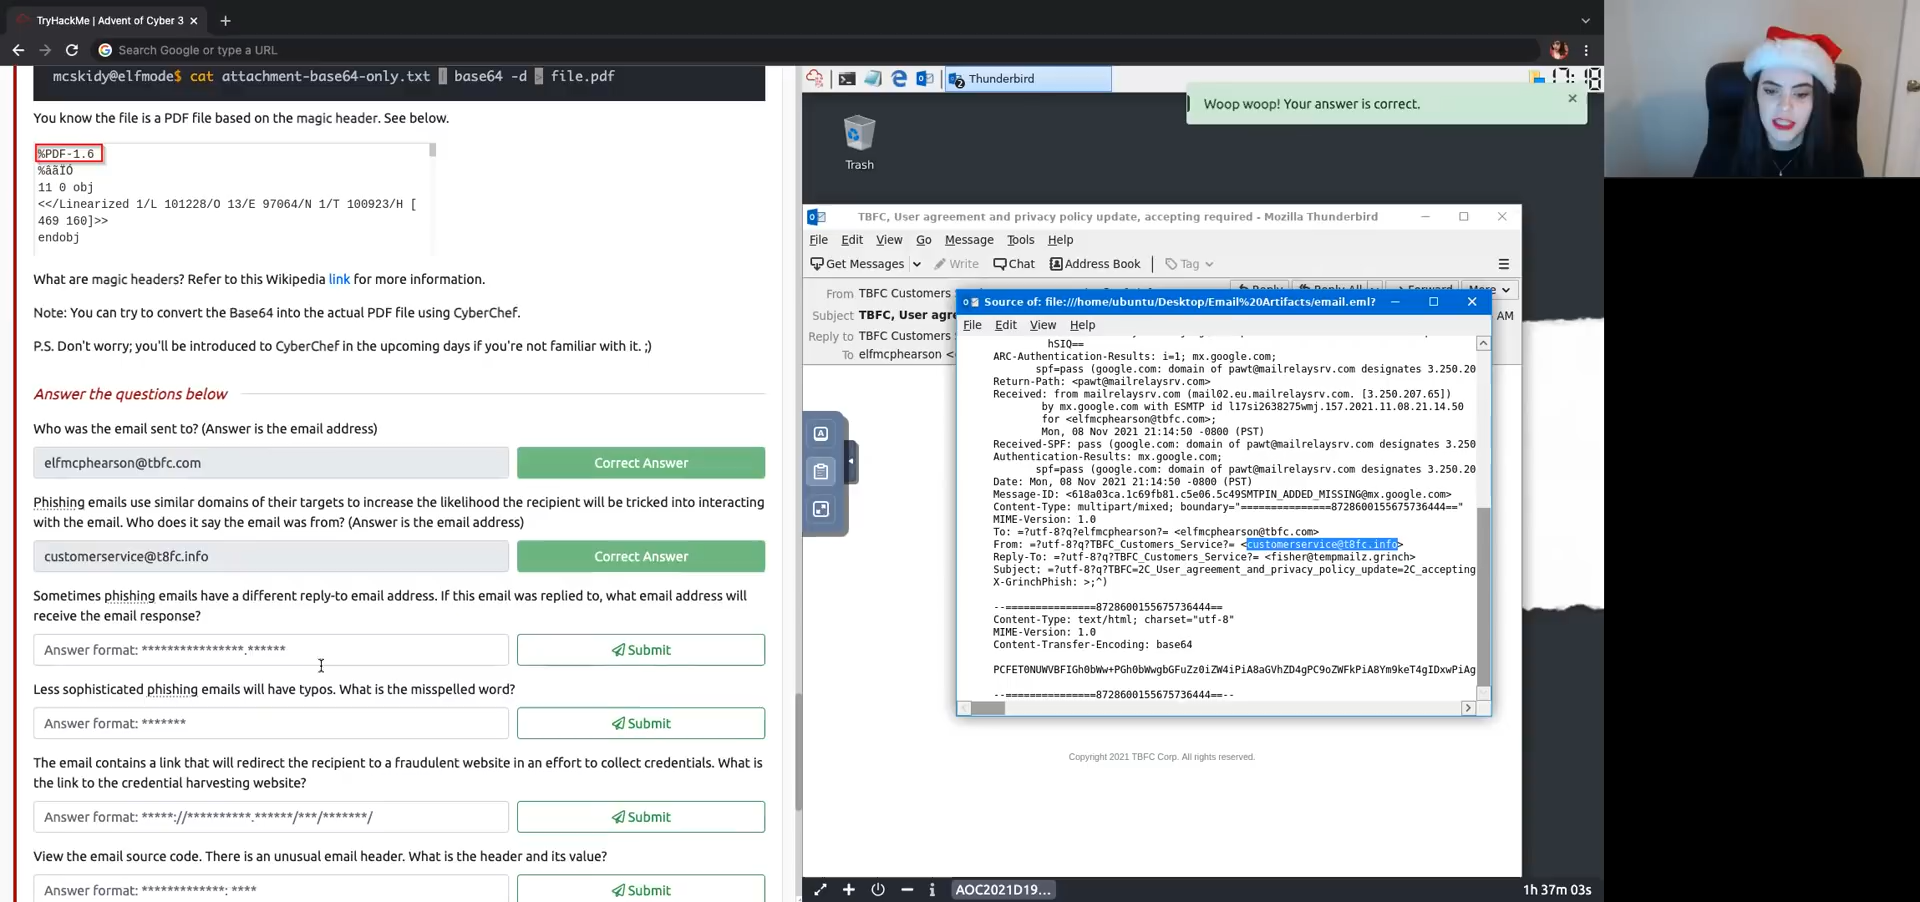 TryHackMe | Advent of Cyber 3
Search Google or type a URL
mcskidy@elfmode$ cat attachment-base64-only.txt | base64 -d > file.pdf
You know the file is a PDF file based on the magic header. See below.
%PDF-1.6
%âãÏÓ
11 0 obj
<</Linearized 1/L 101228/O 13/E 97064/N 1/T 100923/H [
469 160]>>
endobj
What are magic headers? Refer to this Wikipedia link for more information.
Note: You can try to convert the Base64 into the actual PDF file using CyberChef.
P.S. Don't worry; you'll be introduced to CyberChef in the upcoming days if you're not familiar with it. ;)
Answer the questions below
Who was the email sent to? (Answer is the email address)
elfmcphearson@tbfc.com
Correct Answer
Phishing emails use similar domains of their targets to increase the likelihood the recipient will be tricked into interacting
with the email. Who does it say the email was from? (Answer is the email address)
customerservice@t8fc.info
Correct Answer
Sometimes phishing emails have a different reply-to email address. If this email was replied to, what email address will
receive the email response?
Answer format: ****************.******
Submit
Less sophisticated phishing emails will have typos. What is the misspelled word?
Answer format: *******
Submit
The email contains a link that will redirect the recipient to a fraudulent website in an effort to collect credentials. What is
the link to the credential harvesting website?
Answer format: *****://**********.******/***/*******/
Submit
View the email source code. There is an unusual email header. What is the header and its value?
Answer format: *************: ****
Submit
2
Thunderbird
17:18
Woop woop! Your answer is correct.
Trash
TBFC, User agreement and privacy policy update, accepting required - Mozilla Thunderbird
File Edit View Go Message Tools Help
Get Messages Write Chat Address Book Tag
From TBFC Customers
Reply Reply All Forward More
Subject TBFC, User agre
AM
Reply to TBFC Customers
To elfmcphearson <
Source of: file:///home/ubuntu/Desktop/Email%20Artifacts/email.eml?
File Edit View Help
hSIQ==
ARC-Authentication-Results: i=1; mx.google.com;
spf=pass (google.com: domain of pawt@mailrelaysrv.com designates 3.250.20
Return-Path: <pawt@mailrelaysrv.com>
Received: from mailrelaysrv.com (mail02.eu.mailrelaysrv.com. [3.250.207.65])
by mx.google.com with ESMTP id l17si2638275wmj.157.2021.11.08.21.14.50
for <elfmcphearson@tbfc.com>;
Mon, 08 Nov 2021 21:14:50 -0800 (PST)
Received-SPF: pass (google.com: domain of pawt@mailrelaysrv.com designates 3.250
Authentication-Results: mx.google.com;
spf=pass (google.com: domain of pawt@mailrelaysrv.com designates 3.250.20
Date: Mon, 08 Nov 2021 21:14:50 -0800 (PST)
Message-ID: <618a03ca.1c69fb81.c5e06.5c49SMTPIN_ADDED_MISSING@mx.google.com>
Content-Type: multipart/mixed; boundary="===============8728600155675736444=="
MIME-Version: 1.0
To: =?utf-8?q?elfmcphearson?= <elfmcphearson@tbfc.com>
From: =?utf-8?q?TBFC_Customers_Service?= <customerservice@t8fc.info>
Reply-To: =?utf-8?q?TBFC_Customers_Service?= <fisher@tempmailz.grinch>
Subject: =?utf-8?q?TBFC=2C_User_agreement_and_privacy_policy_update=2C_accepting
X-GrinchPhish: >;^)
--===============8728600155675736444==
Content-Type: text/html; charset="utf-8"
MIME-Version: 1.0
Content-Transfer-Encoding: base64
PCFET0NUWVBFIGh0bWw+PGh0bWwgbGFuZz0iZW4iPiA8aGVhZD4gPC9oZWFkPiA8Ym9keT4gIDxwPiAg
--===============8728600155675736444==--
Copyright 2021 TBFC Corp. All rights reserved.
AOC2021D19...
1h 37m 03s